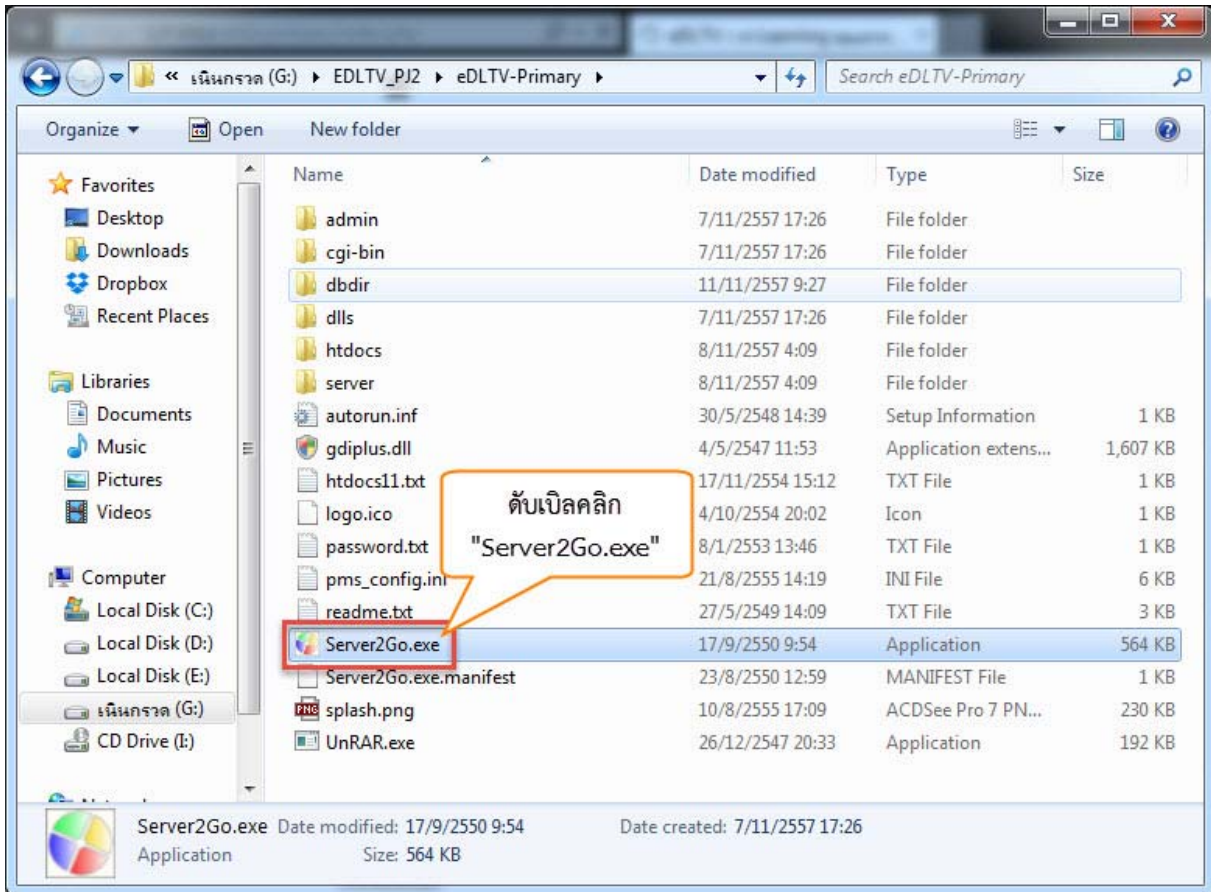 « เนินกรวด (G:) ▸ EDLTV_PJ2 ▸ eDLTV-Primary ▸ Search eDLTV-Primary
Organize Open New folder
Favorites
Desktop
Downloads
Dropbox
Recent Places
Libraries
Documents
Music
Pictures
Videos
Computer
Local Disk (C:)
Local Disk (D:)
Local Disk (E:)
เนินกรวด (G:)
CD Drive (I:)
Name Date modified Type Size
admin 7/11/2557 17:26 File folder
cgi-bin 7/11/2557 17:26 File folder
dbdir 11/11/2557 9:27 File folder
dlls 7/11/2557 17:26 File folder
htdocs 8/11/2557 4:09 File folder
server 8/11/2557 4:09 File folder
autorun.inf 30/5/2548 14:39 Setup Information 1 KB
gdiplus.dll 4/5/2547 11:53 Application extens... 1,607 KB
htdocs11.txt 17/11/2554 15:12 TXT File 1 KB
logo.ico 4/10/2554 20:02 Icon 1 KB
password.txt 8/1/2553 13:46 TXT File 1 KB
pms_config.ini 21/8/2555 14:19 INI File 6 KB
readme.txt 27/5/2549 14:09 TXT File 3 KB
Server2Go.exe 17/9/2550 9:54 Application 564 KB
Server2Go.exe.manifest 23/8/2550 12:59 MANIFEST File 1 KB
splash.png 10/8/2555 17:09 ACDSee Pro 7 PN... 230 KB
UnRAR.exe 26/12/2547 20:33 Application 192 KB
ดับเบิลคลิก
"Server2Go.exe"
Server2Go.exe Date modified: 17/9/2550 9:54 Date created: 7/11/2557 17:26
Application Size: 564 KB